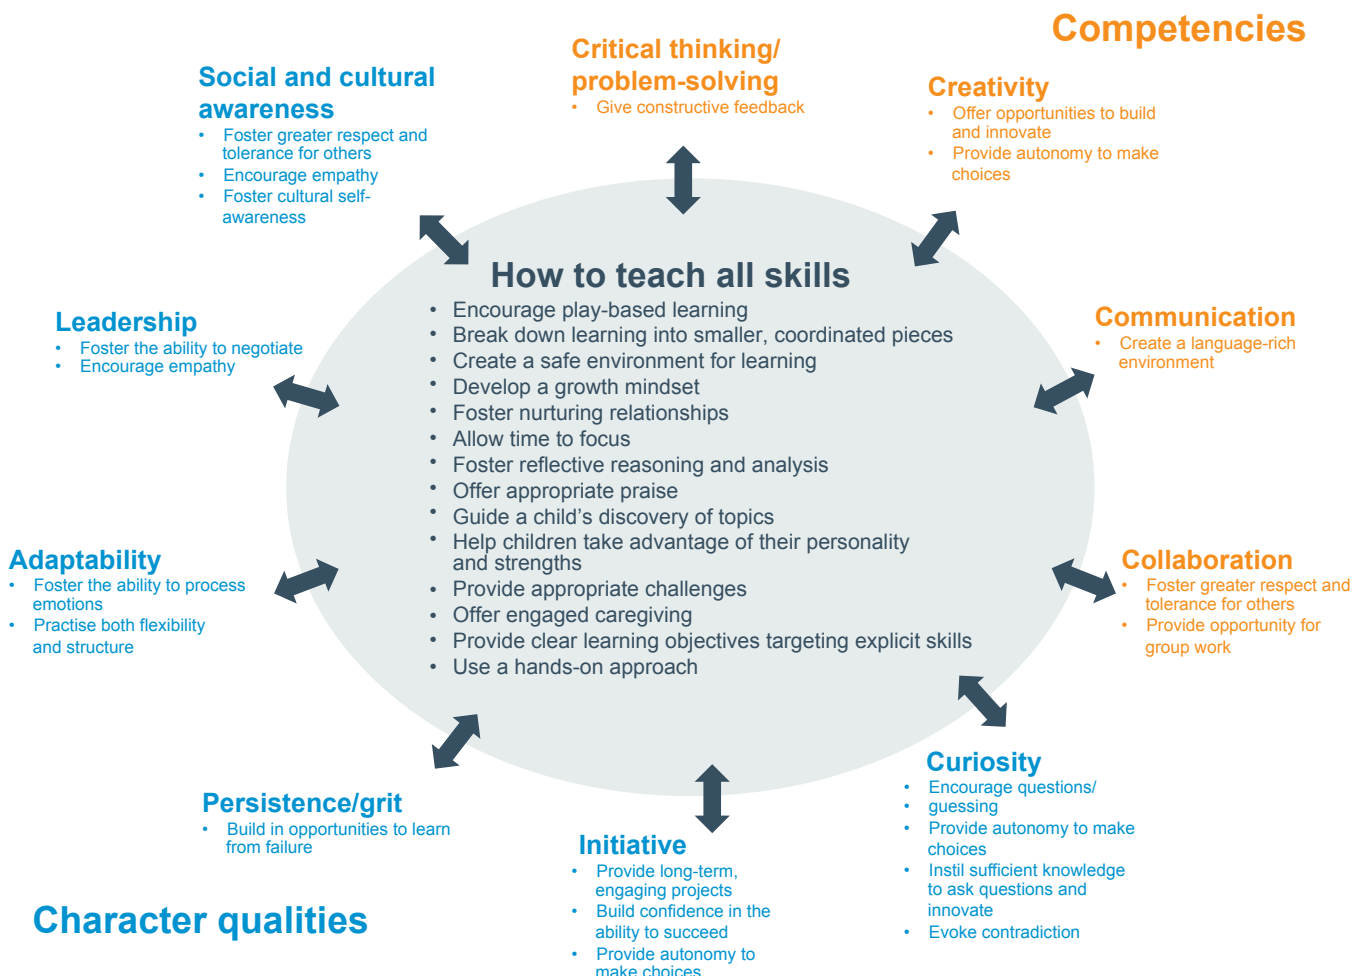 Competencies
Critical thinking/
problem-solving
• Give constructive feedback
Social and cultural
awareness
• Foster greater respect and
tolerance for others
• Encourage empathy
• Foster cultural self-
awareness
Creativity
• Offer opportunities to build
and innovate
• Provide autonomy to make
choices
How to teach all skills
• Encourage play-based learning
• Break down learning into smaller, coordinated pieces
• Create a safe environment for learning
• Develop a growth mindset
• Foster nurturing relationships
• Allow time to focus
• Foster reflective reasoning and analysis
• Offer appropriate praise
• Guide a child’s discovery of topics
• Help children take advantage of their personality
and strengths
• Provide appropriate challenges
• Offer engaged caregiving
• Provide clear learning objectives targeting explicit skills
• Use a hands-on approach
Leadership
• Foster the ability to negotiate
• Encourage empathy
Communication
• Create a language-rich
environment
Adaptability
• Foster the ability to process
emotions
• Practise both flexibility
and structure
Collaboration
• Foster greater respect and
tolerance for others
• Provide opportunity for
group work
Persistence/grit
• Build in opportunities to learn
from failure
Initiative
• Provide long-term,
engaging projects
• Build confidence in the
ability to succeed
• Provide autonomy to
make choices
Curiosity
• Encourage questions/
• guessing
• Provide autonomy to make
choices
• Instil sufficient knowledge
to ask questions and
innovate
• Evoke contradiction
Character qualities